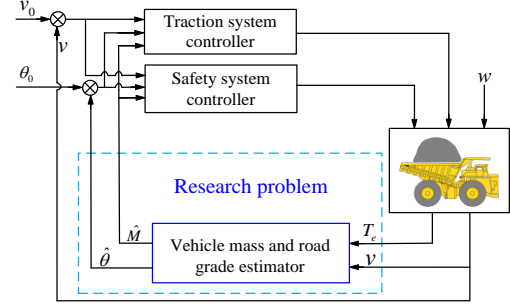 v₀
Traction system
controller
v
θ₀
Safety system
controller
w
Research problem
M̂
Vehicle mass and road
grade estimator
Tₑ
θ̂
v